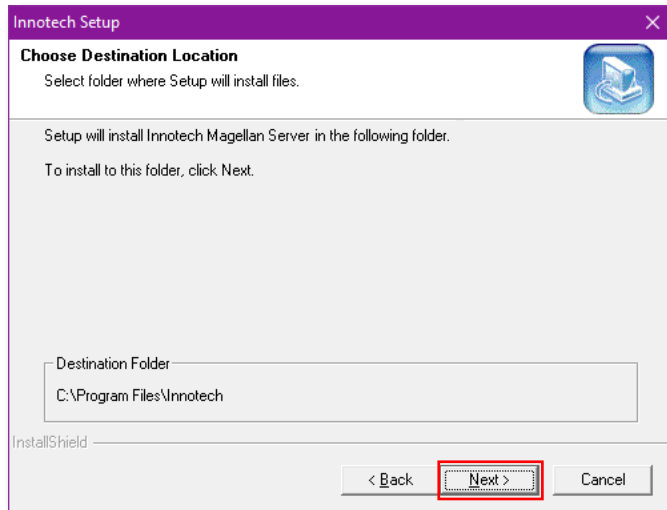 Innotech Setup
Choose Destination Location
Select folder where Setup will install files.
Setup will install Innotech Magellan Server in the following folder.
To install to this folder, click Next.
Destination Folder
C:\Program Files\Innotech
InstallShield
< Back Next > Cancel